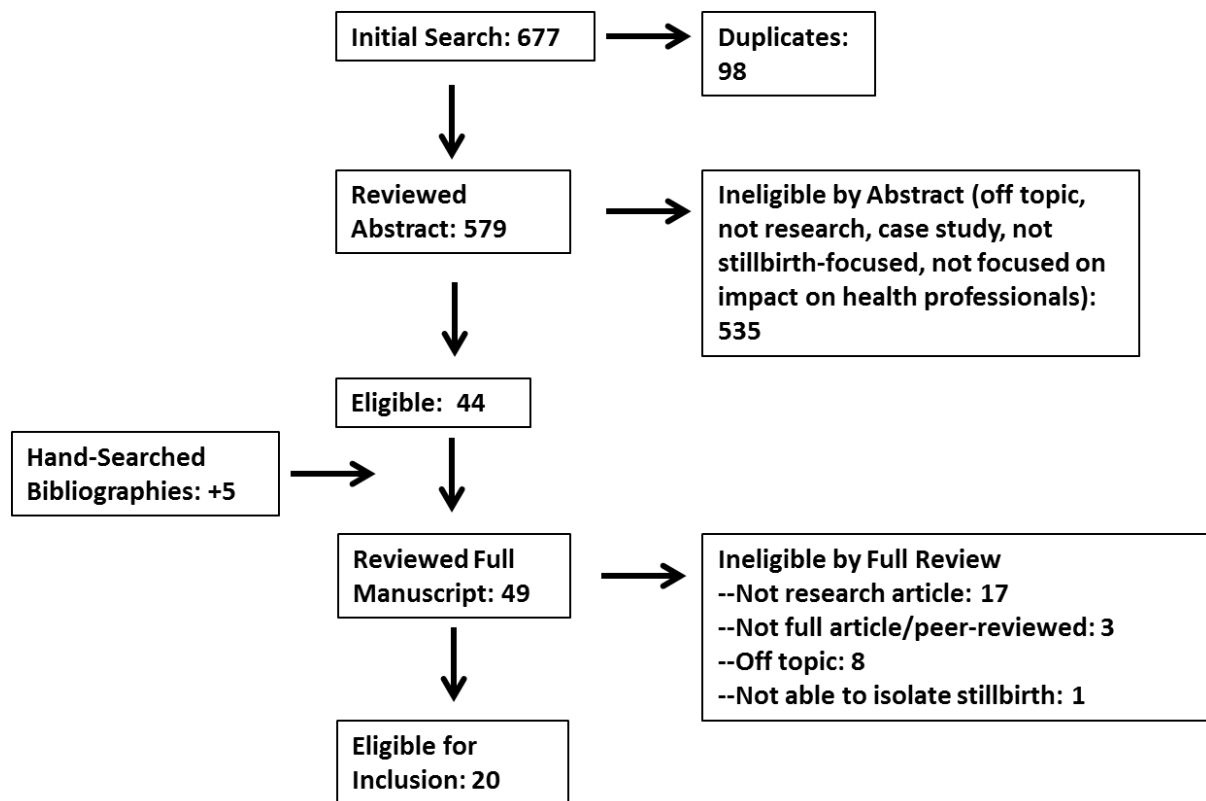 Initial Search: 677
Duplicates:
98
Reviewed
Abstract: 579
Ineligible by Abstract (off topic,
not research, case study, not
stillbirth-focused, not focused on
impact on health professionals):
535
Eligible: 44
Hand-Searched
Bibliographies: +5
Reviewed Full
Manuscript: 49
Ineligible by Full Review
--Not research article: 17
--Not full article/peer-reviewed: 3
--Off topic: 8
--Not able to isolate stillbirth: 1
Eligible for
Inclusion: 20